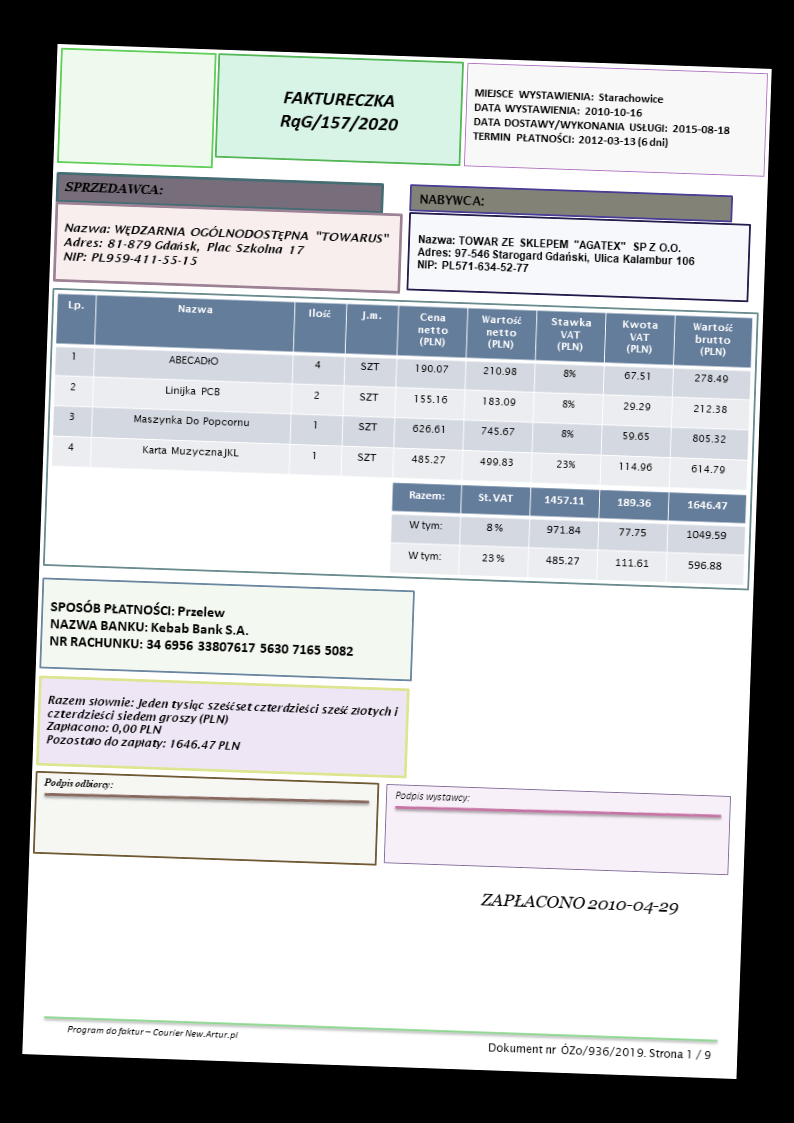 FAKTURECZKA
RąG/157/2020
MIEJSCE WYSTAWIENIA: Starachowice
DATA WYSTAWIENIA: 2010-10-16
DATA DOSTAWY/WYKONANIA USŁUGI: 2015-08-18
TERMIN PŁATNOŚCI: 2012-03-13 (6 dni)
SPRZEDAWCA:
Nazwa: WĘDZARNIA OGÓLNODOSTĘPNA "TOWARUS"
Adres: 81-879 Gdańsk, Plac Szkolna 17
NIP: PL959-411-55-15
NABYWCA:
Nazwa: TOWAR ZE SKLEPEM "AGATEX" SP Z O.O.
Adres: 97-546 Starogard Gdański, Ulica Kalambur 106
NIP: PL571-634-52-77
Lp. Nazwa Ilość J.m. Cena netto (PLN) Wartość netto (PLN) Stawka VAT (PLN) Kwota VAT (PLN) Wartość brutto (PLN)
1 ABECADŁO 4 SZT 190.07 210.98 8% 67.51 278.49
2 Linijka PCB 2 SZT 155.16 183.09 8% 29.29 212.38
3 Maszynka Do Popcornu 1 SZT 626.61 745.67 8% 59.65 805.32
4 Karta Muzyczna JKL 1 SZT 485.27 499.83 23% 114.96 614.79
Razem: St.VAT 1457.11 189.36 1646.47
W tym: 8% 971.84 77.75 1049.59
W tym: 23% 485.27 111.61 596.88
SPOSÓB PŁATNOŚCI: Przelew
NAZWA BANKU: Kebab Bank S.A.
NR RACHUNKU: 34 6956 33807617 5630 7165 5082
Razem słownie: Jeden tysiąc sześćset czterdzieści sześć złotych i
czterdzieści siedem groszy (PLN)
Zapłacono: 0,00 PLN
Pozostało do zapłaty: 1646.47 PLN
Podpis odbiorcy:
Podpis wystawcy:
ZAPŁACONO 2010-04-29
Program do faktur – Courier New.Artur.pl
Dokument nr ÓZo/936/2019. Strona 1 / 9